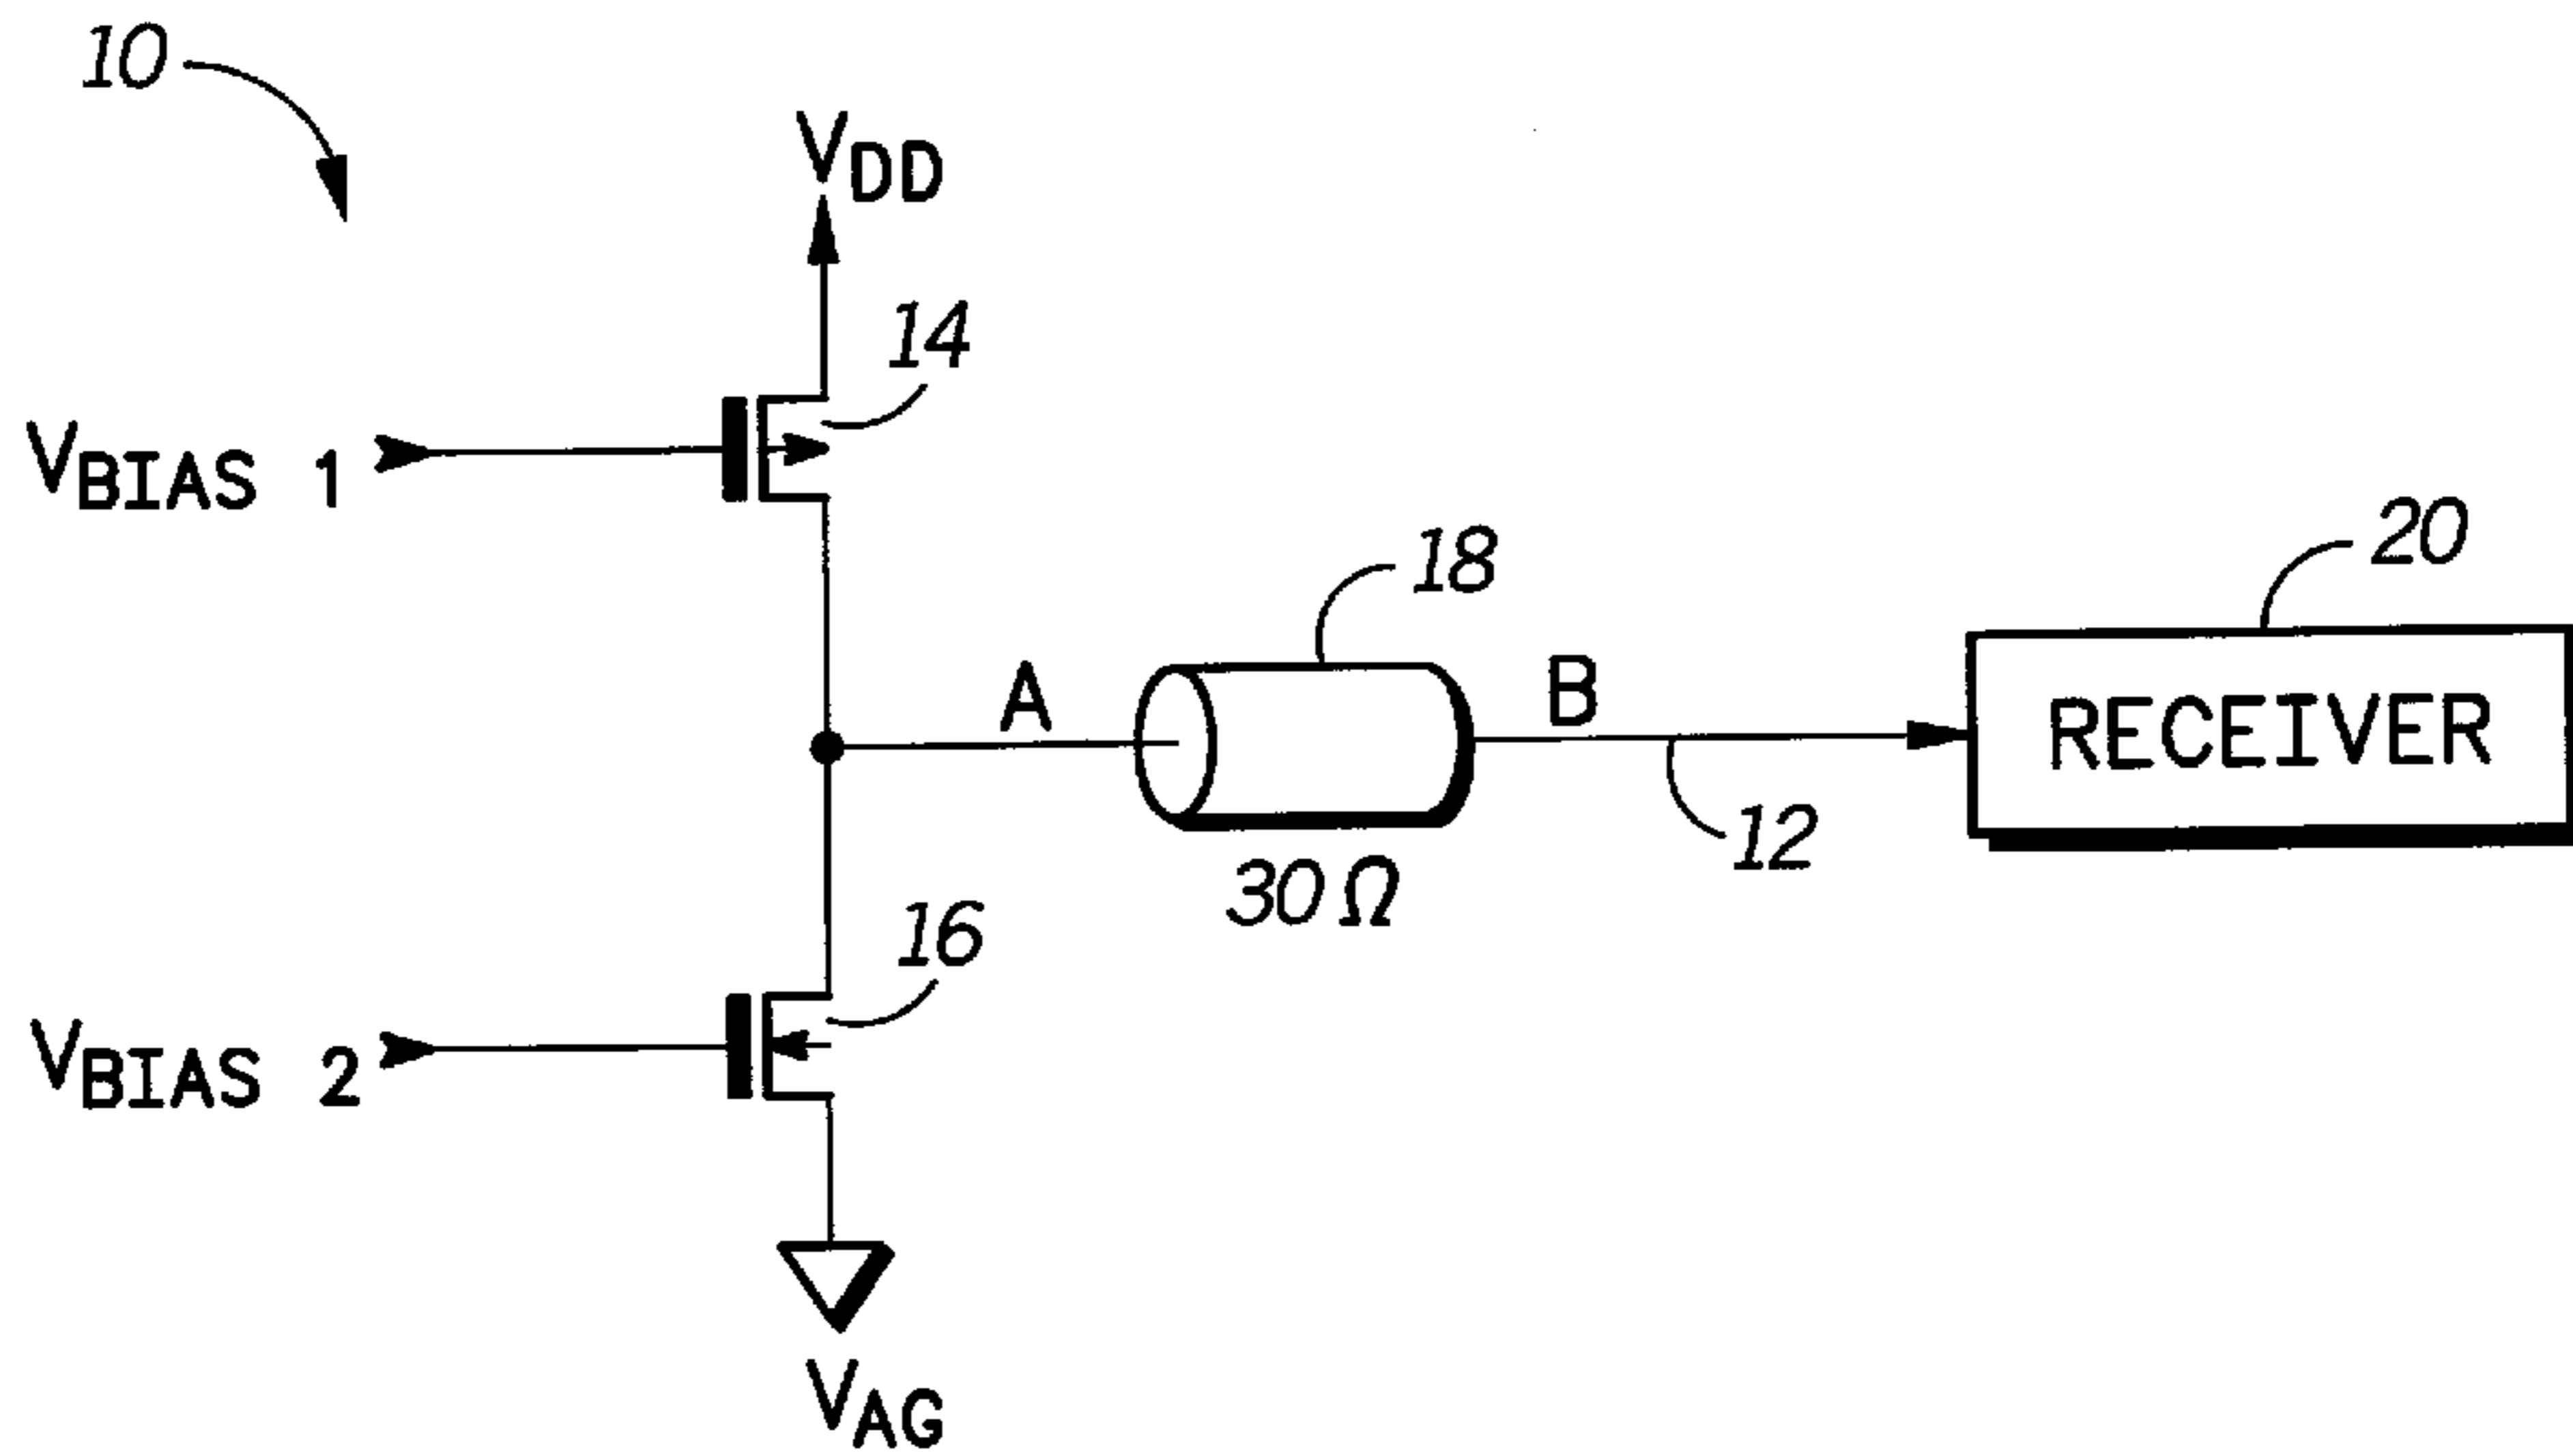 10
VDD
14
VBIAS 1
18
20
A
B
RECEIVER
12
30 Ω
16
VBIAS 2
VAG